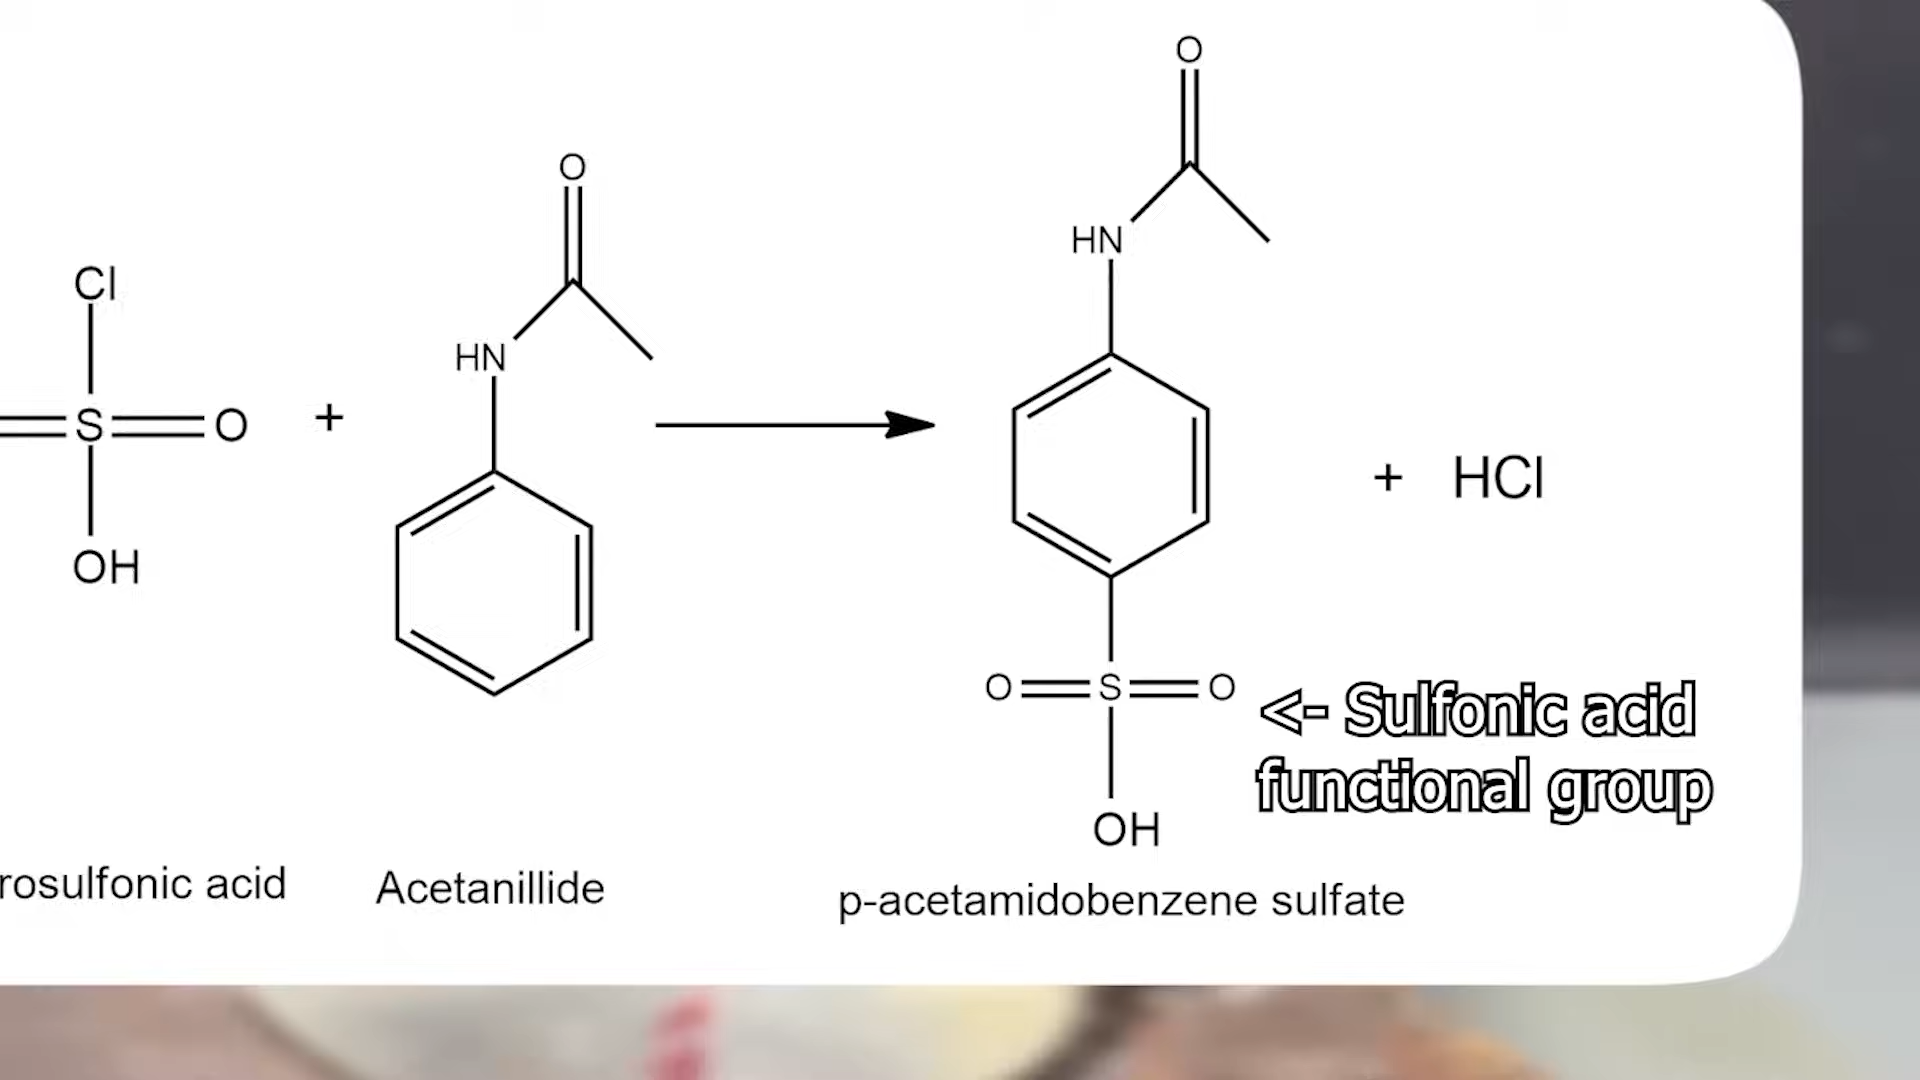 O
O
HN
Cl
HN
S
O
+
+ HCl
OH
O
S
O
<- Sulfonic acid
functional group
OH
rosulfonic acid
Acetanillide
p-acetamidobenzene sulfate